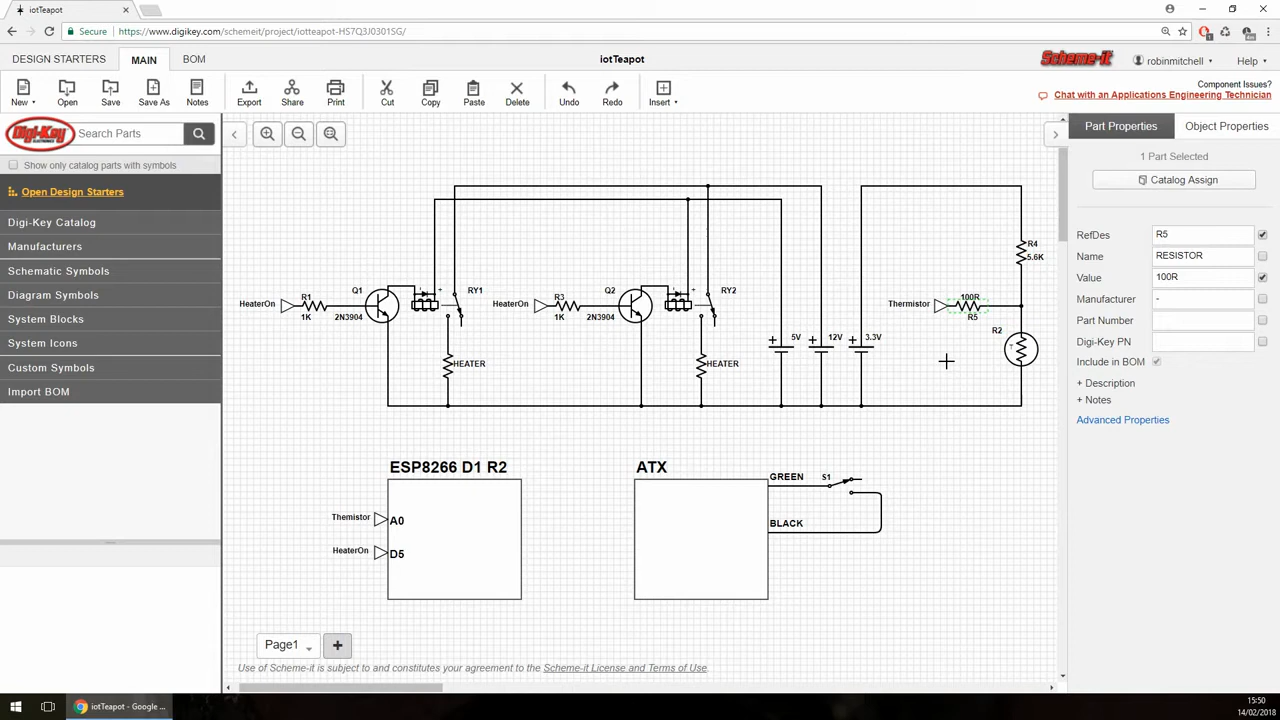 iotTeapot
Secure
https://www.digikey.com/schemeit/project/iotteapot-HS7Q3J0301SG/
DESIGN STARTERS
MAIN
BOM
iotTeapot
Scheme-it
robinmitchell
Help
New
Open
Save
Save As
Notes
Export
Share
Print
Cut
Copy
Paste
Delete
Undo
Redo
Insert
Component Issues?
Chat with an Applications Engineering Technician
Digi-Key
ELECTRONICS
Search Parts
Show only catalog parts with symbols
Open Design Starters
Digi-Key Catalog
Manufacturers
Schematic Symbols
Diagram Symbols
System Blocks
System Icons
Custom Symbols
Import BOM
HeaterOn
R1
1K
Q1
2N3904
+
RY1
HEATER
HeaterOn
R3
1K
Q2
2N3904
+
RY2
HEATER
+ 5V
+ 12V
+ 3.3V
Thermistor
100R
R5
R4
5.6K
R2
T
ESP8266 D1 R2
Themistor
A0
HeaterOn
D5
ATX
GREEN
S1
BLACK
Page1
+
Use of Scheme-it is subject to and constitutes your agreement to the Scheme-it License and Terms of Use.
Part Properties
Object Properties
1 Part Selected
Catalog Assign
RefDes R5
Name RESISTOR
Value 100R
Manufacturer -
Part Number
Digi-Key PN
Include in BOM
+ Description
+ Notes
Advanced Properties
iotTeapot - Google ...
15:50
14/02/2018